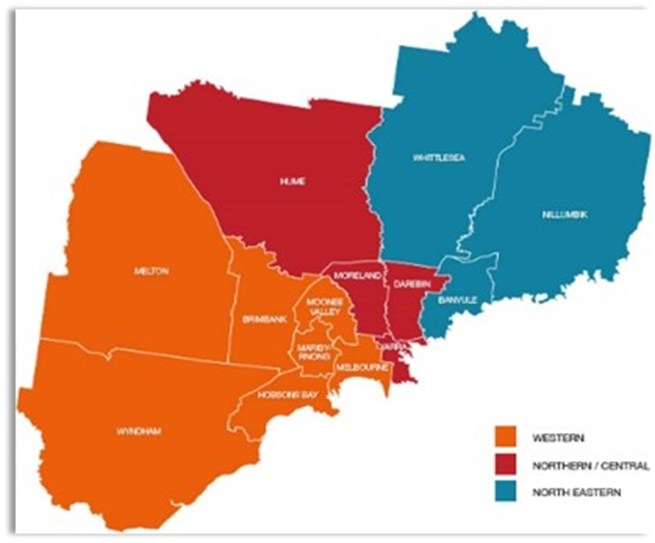 WHITTLESEA
HUME
NILLUMBIK
MELTON
MORELAND
DAREBIN
BANYULE
MOONEE
VALLEY
BRIMBANK
YARRA
MARIBY-
RNONG
MELBOURNE
HOBSONS BAY
WYNDHAM
WESTERN
NORTHERN / CENTRAL
NORTH EASTERN